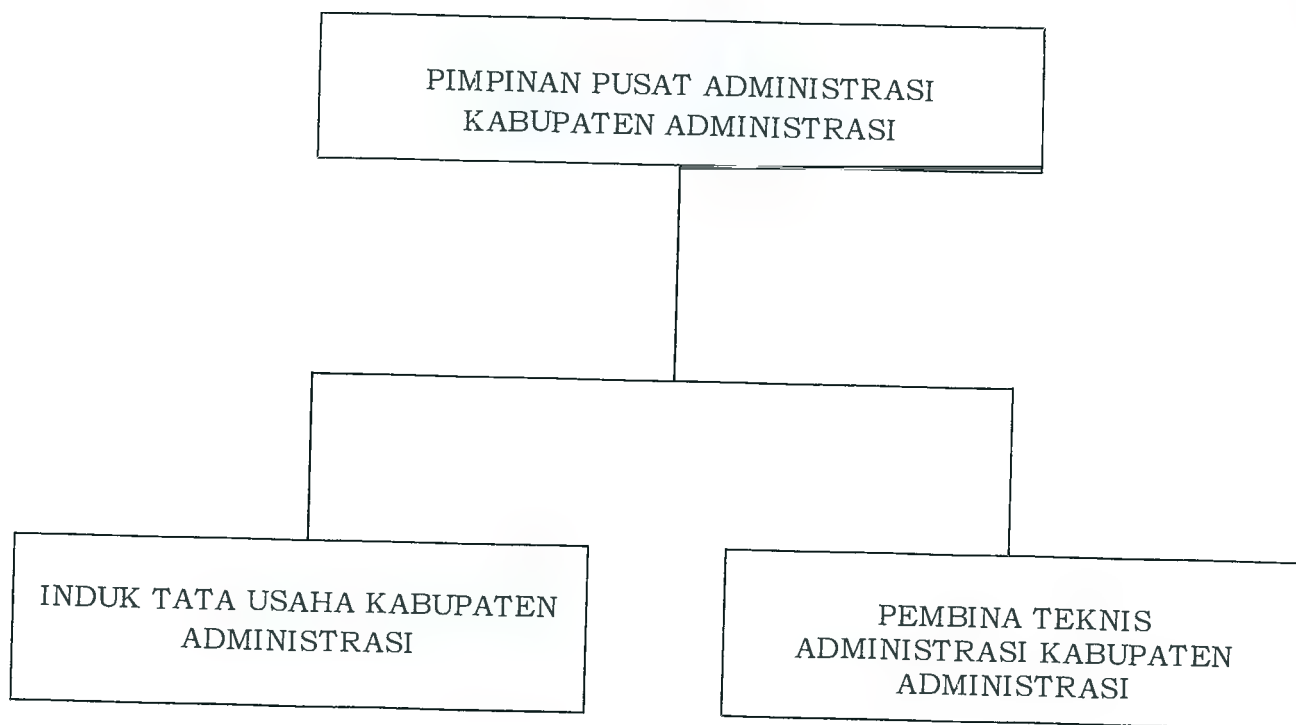 PIMPINAN PUSAT ADMINISTRASI
KABUPATEN ADMINISTRASI
INDUK TATA USAHA KABUPATEN
ADMINISTRASI
PEMBINA TEKNIS
ADMINISTRASI KABUPATEN
ADMINISTRASI